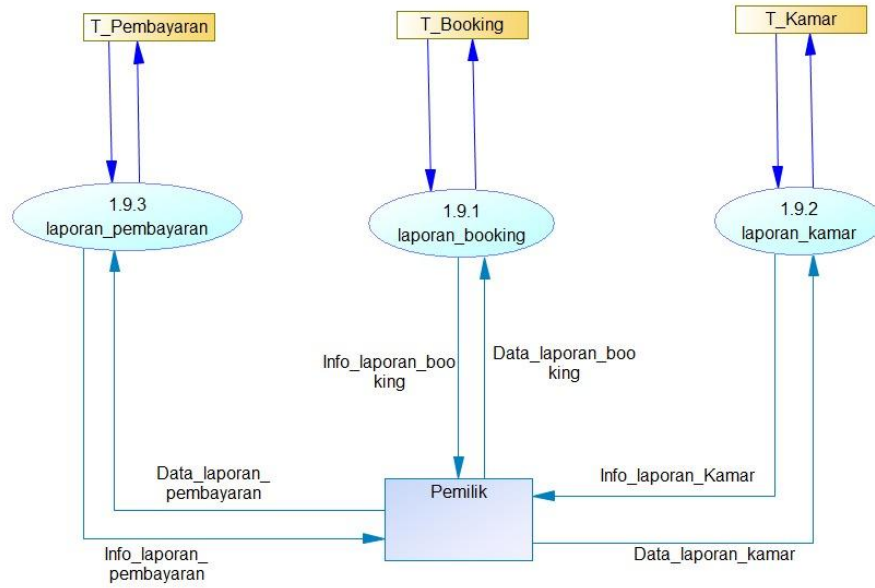 T_Pembayaran
T_Booking
T_Kamar
1.9.3
laporan_pembayaran
1.9.1
laporan_booking
1.9.2
laporan_kamar
Info_laporan_boo
king
Data_laporan_boo
king
Data_laporan_
pembayaran
Pemilik
Info_laporan_Kamar
Info_laporan_
pembayaran
Data_laporan_kamar